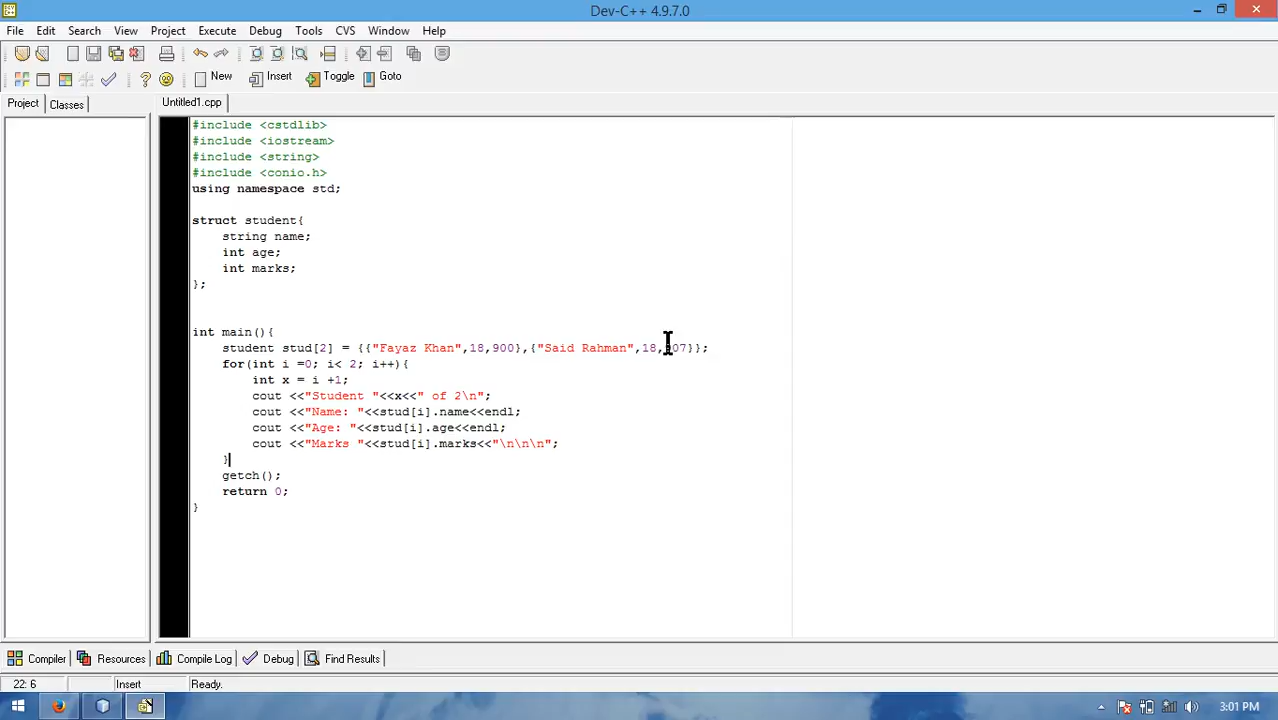 Dev-C++ 4.9.7.0
File Edit Search View Project Execute Debug Tools CVS Window Help
New Insert Toggle Goto
Project Classes Untitled1.cpp
#include <cstdlib>
#include <iostream>
#include <string>
#include <conio.h>
using namespace std;
struct student{
string name;
int age;
int marks;
};
int main(){
student stud[2] = {{"Fayaz Khan",18,900},{"Said Rahman",18, 07}};
for(int i =0; i< 2; i++){
int x = i +1;
cout <<"Student "<<x<<" of 2\n";
cout <<"Name: "<<stud[i].name<<endl;
cout <<"Age: "<<stud[i].age<<endl;
cout <<"Marks "<<stud[i].marks<<"\n\n\n";
}
getch();
return 0;
}
Compiler Resources Compile Log Debug Find Results
22: 6 Insert Ready.
3:01 PM